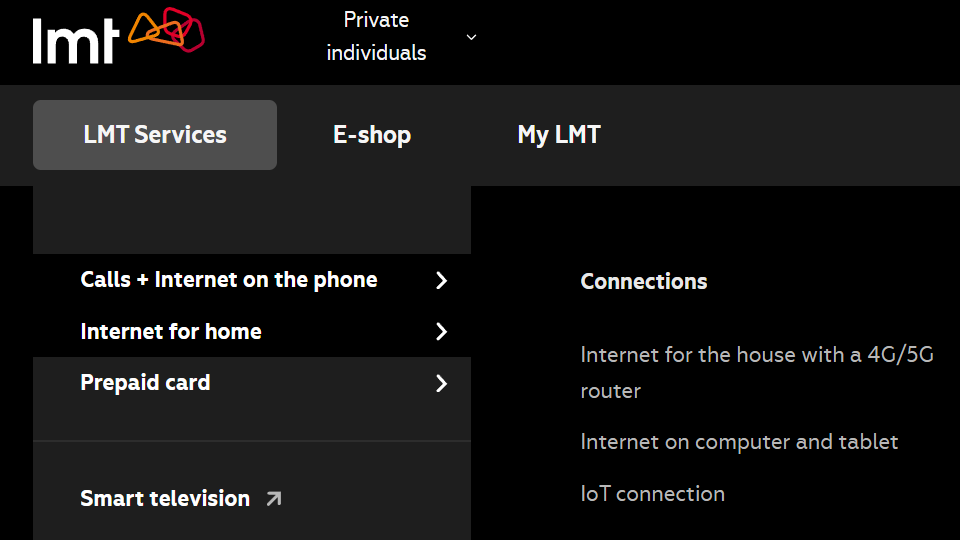 lmt
Private
individuals
LMT Services
E-shop
My LMT
Calls + Internet on the phone
Internet for home
Prepaid card
Smart television
Connections
Internet for the house with a 4G/5G
router
Internet on computer and tablet
IoT connection